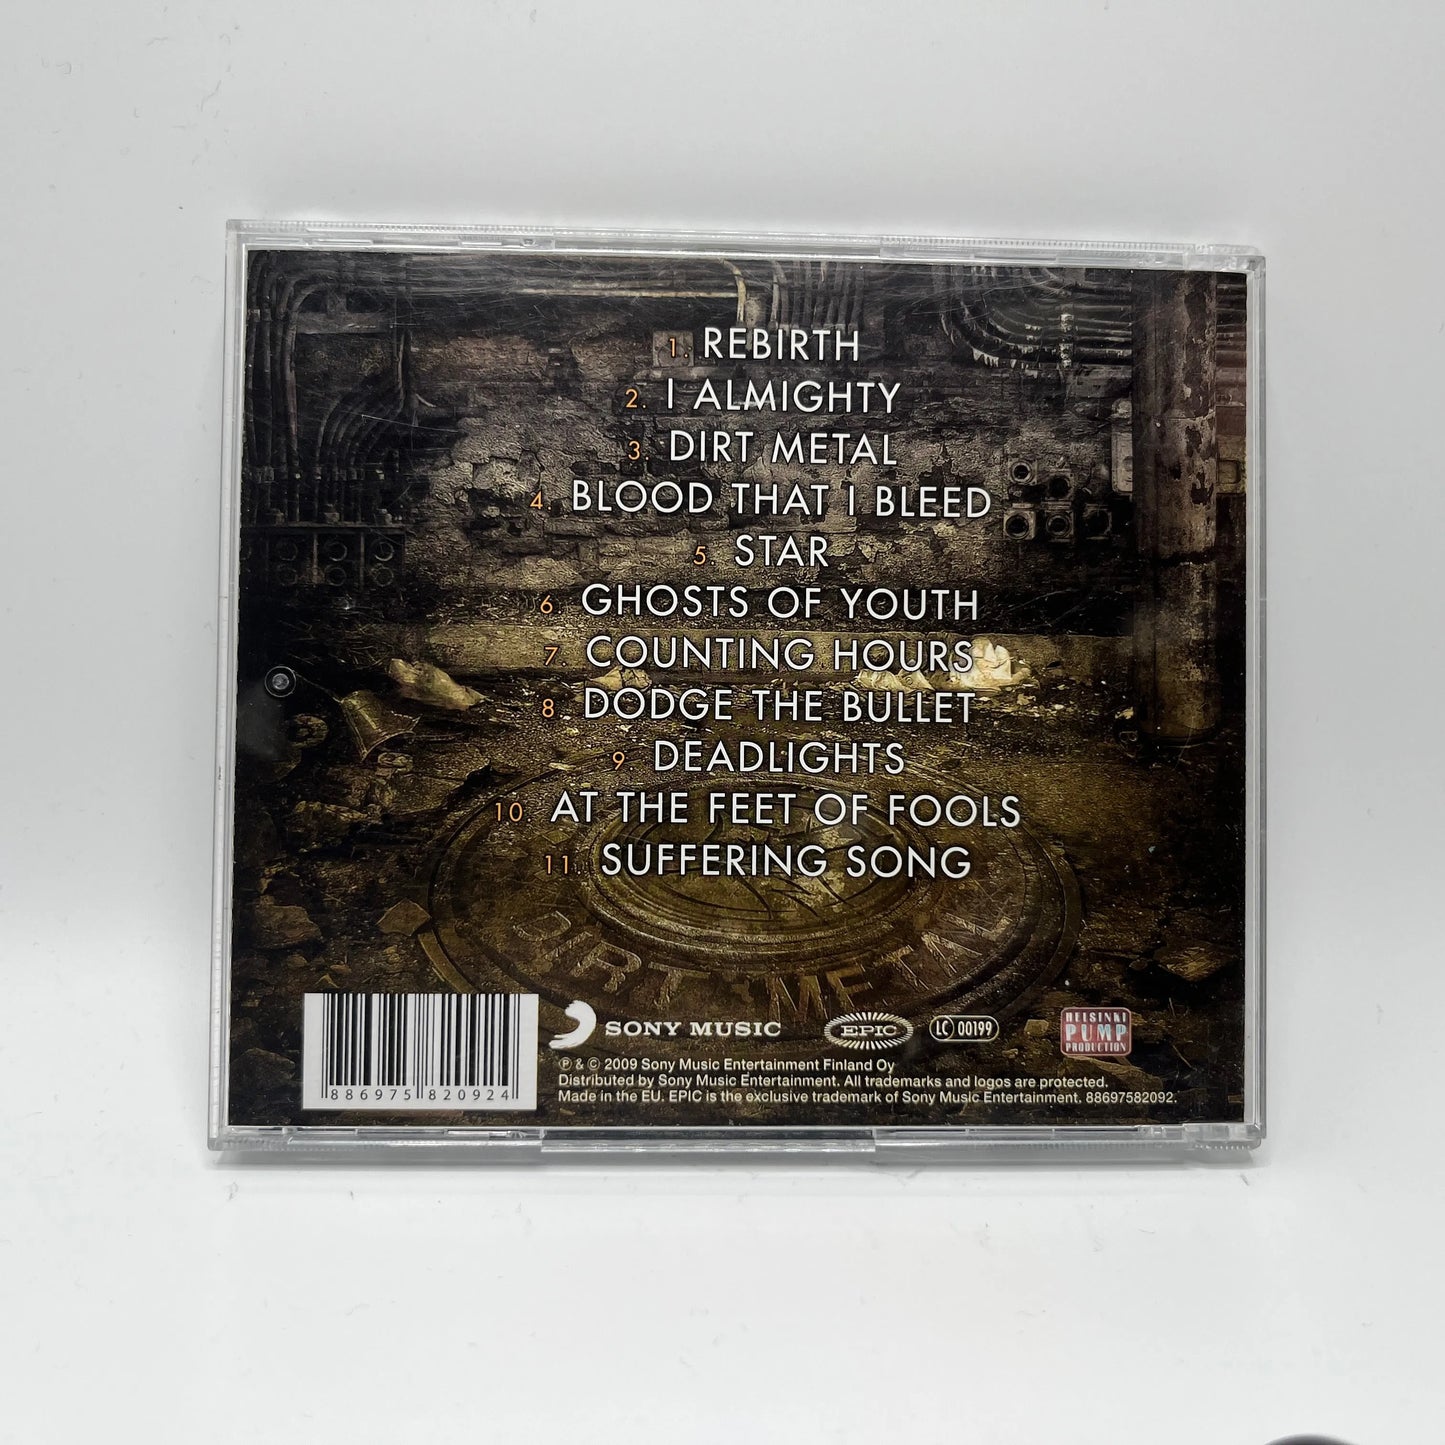 1. REBIRTH
2. I ALMIGHTY
3. DIRT METAL
4. BLOOD THAT I BLEED
5. STAR
6. GHOSTS OF YOUTH
7. COUNTING HOURS
8 DODGE THE BULLET
9 DEADLIGHTS
10. AT THE FEET OF FOOLS
11. SUFFERING SONG
DIRT METAL
886975 820924
SONY MUSIC
EPIC
LC 00199
HELSINKI
PUMP
PRODUCTION
℗ & © 2009 Sony Music Entertainment Finland Oy
Distributed by Sony Music Entertainment. All trademarks and logos are protected.
Made in the EU. EPIC is the exclusive trademark of Sony Music Entertainment. 88697582092.